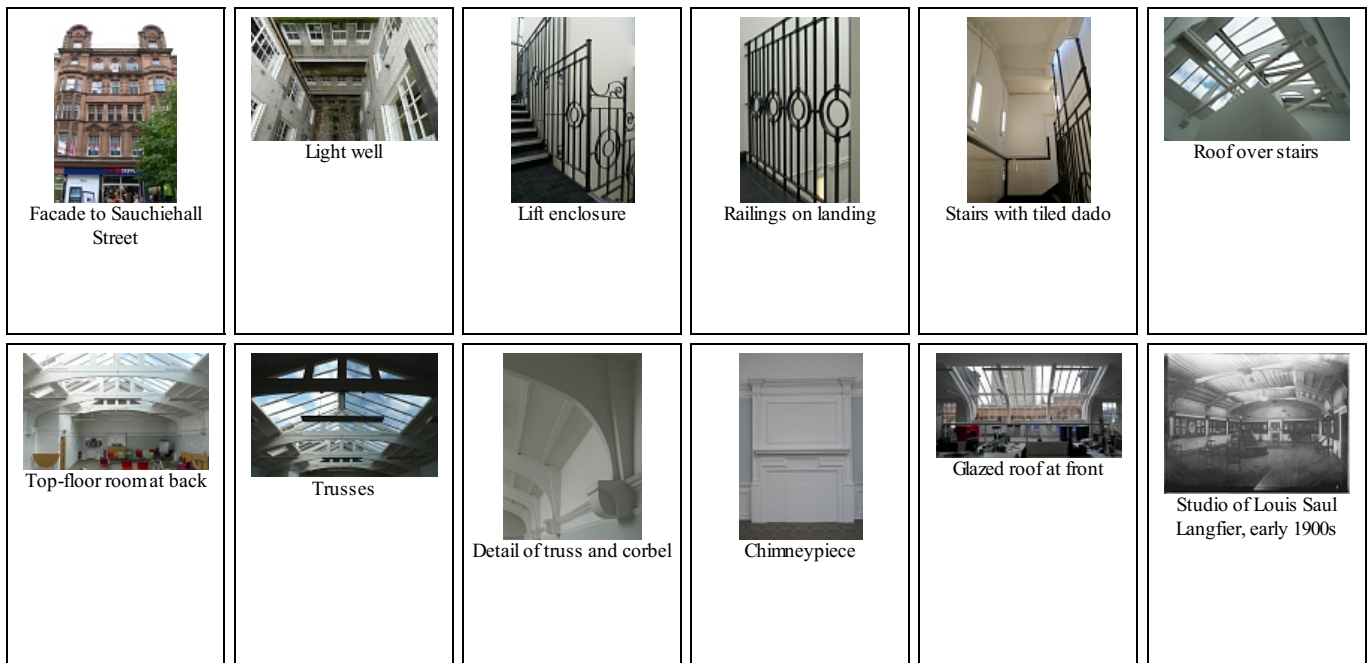 Facade to Sauchiehall
Street
Light well
Lift enclosure
Railings on landing
Stairs with tiled dado
Roof over stairs
Top-floor room at back
Trusses
Detail of truss and corbel
Chimneypiece
Glazed roof at front
Studio of Louis Saul
Langfier, early 1900s